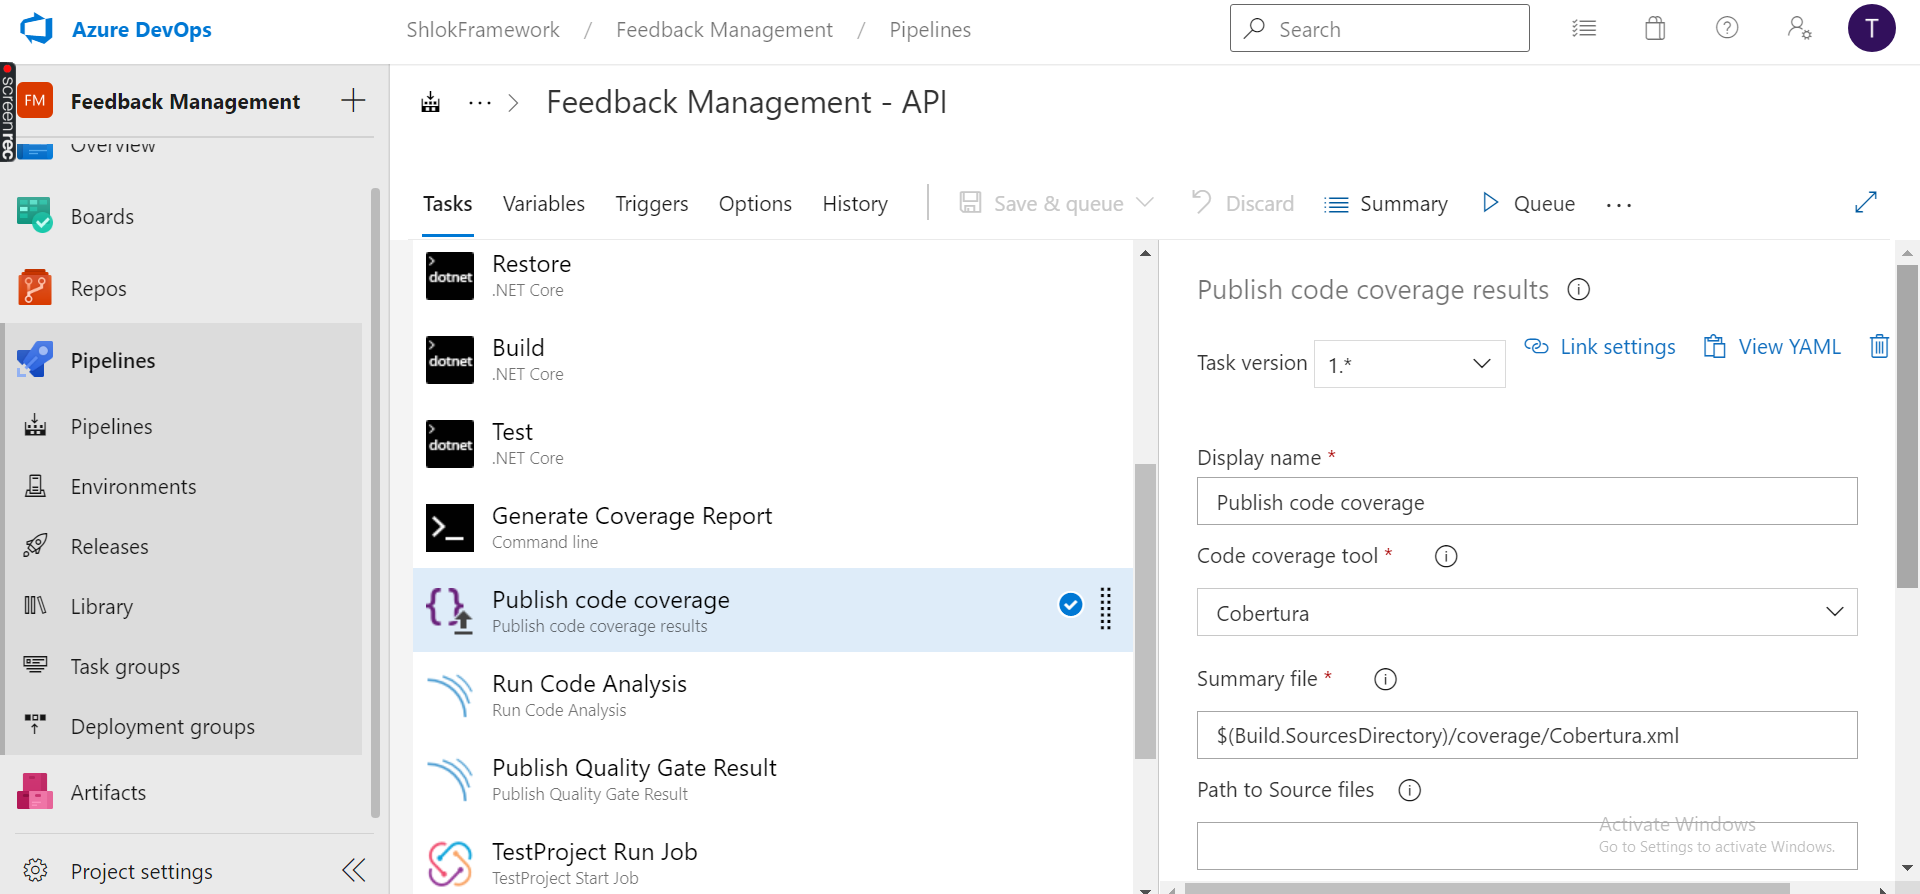 Azure DevOps
ShlokFramework / Feedback Management / Pipelines
Search
T
screenrec
FM
Feedback Management
Overview
Boards
Repos
Pipelines
Pipelines
Environments
Releases
Library
Task groups
Deployment groups
Artifacts
Project settings
Feedback Management - API
Tasks
Variables
Triggers
Options
History
Save & queue
Discard
Summary
Queue
dotnet
Restore
.NET Core
dotnet
Build
.NET Core
dotnet
Test
.NET Core
Generate Coverage Report
Command line
Publish code coverage
Publish code coverage results
Run Code Analysis
Run Code Analysis
Publish Quality Gate Result
Publish Quality Gate Result
TestProject Run Job
TestProject Start Job
Publish code coverage results
Task version
1.*
Link settings
View YAML
Display name *
Publish code coverage
Code coverage tool *
Cobertura
Summary file *
$(Build.SourcesDirectory)/coverage/Cobertura.xml
Path to Source files
Activate Windows
Go to Settings to activate Windows.